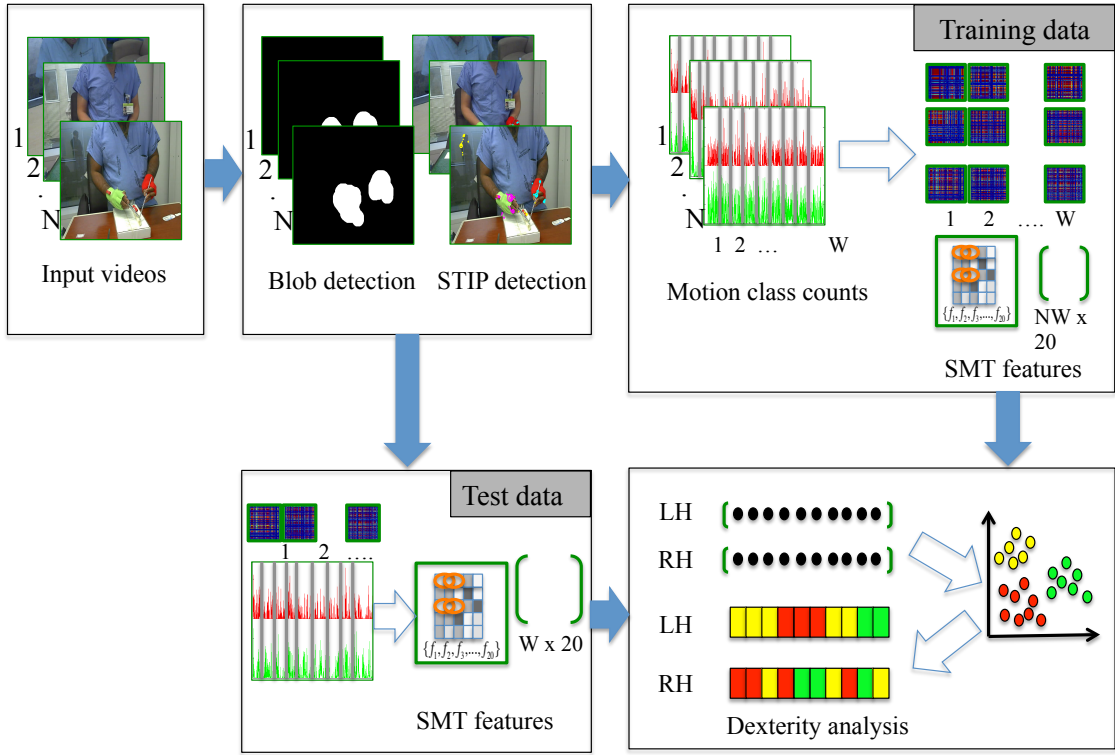 1
2
.
N
Input videos
1
2
.
N
Blob detection
STIP detection
1
2
.
N
1 2 … W
Motion class counts
Training data
1 2 …. W
{f1, f2, f3,..., f20}
NW x
20
SMT features
Test data
1 2 ….
{f1, f2, f3,..., f20}
W x 20
SMT features
LH
RH
LH
RH
Dexterity analysis